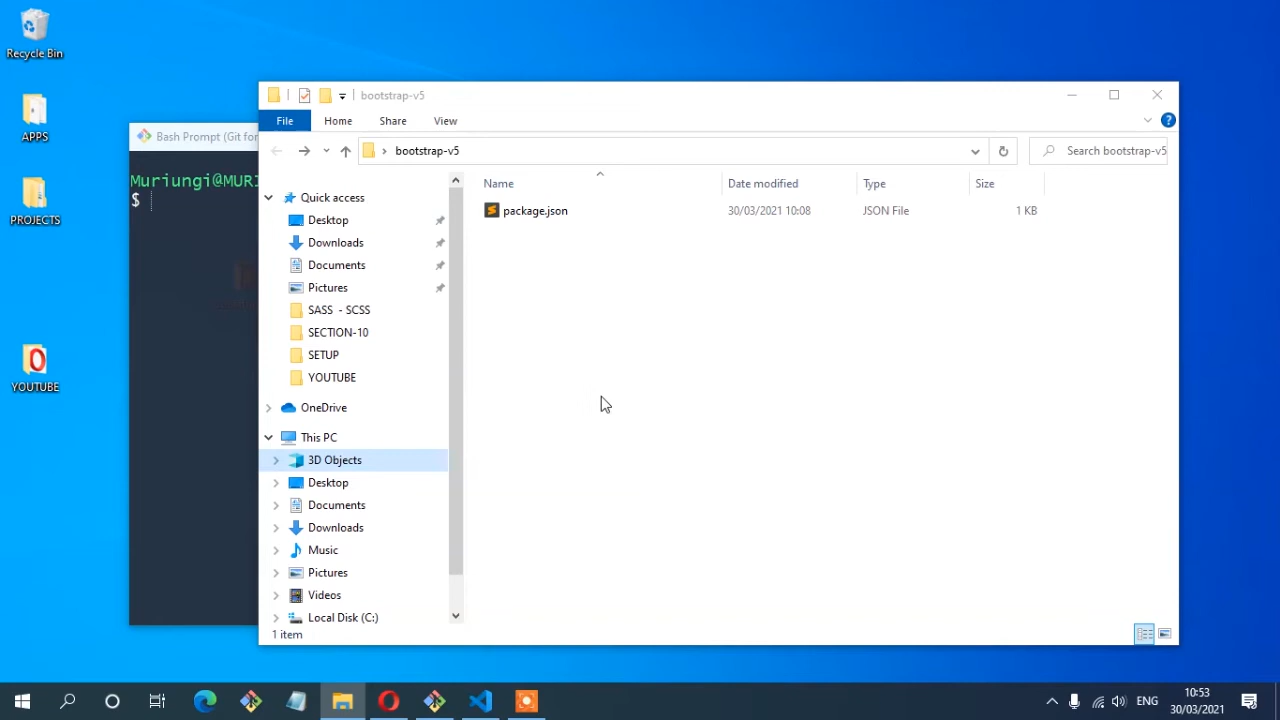 Recycle Bin
APPS
PROJECTS
YOUTUBE
Bash Prompt (Git for
Muriungi@MURI
$
bootstrap-v5
File Home Share View
bootstrap-v5
Search bootstrap-v5
Name Date modified Type Size
package.json 30/03/2021 10:08 JSON File 1 KB
Quick access
Desktop
Downloads
Documents
Pictures
SASS - SCSS
SECTION-10
SETUP
YOUTUBE
OneDrive
This PC
3D Objects
Desktop
Documents
Downloads
Music
Pictures
Videos
Local Disk (C:)
1 item
ENG
10:53
30/03/2021